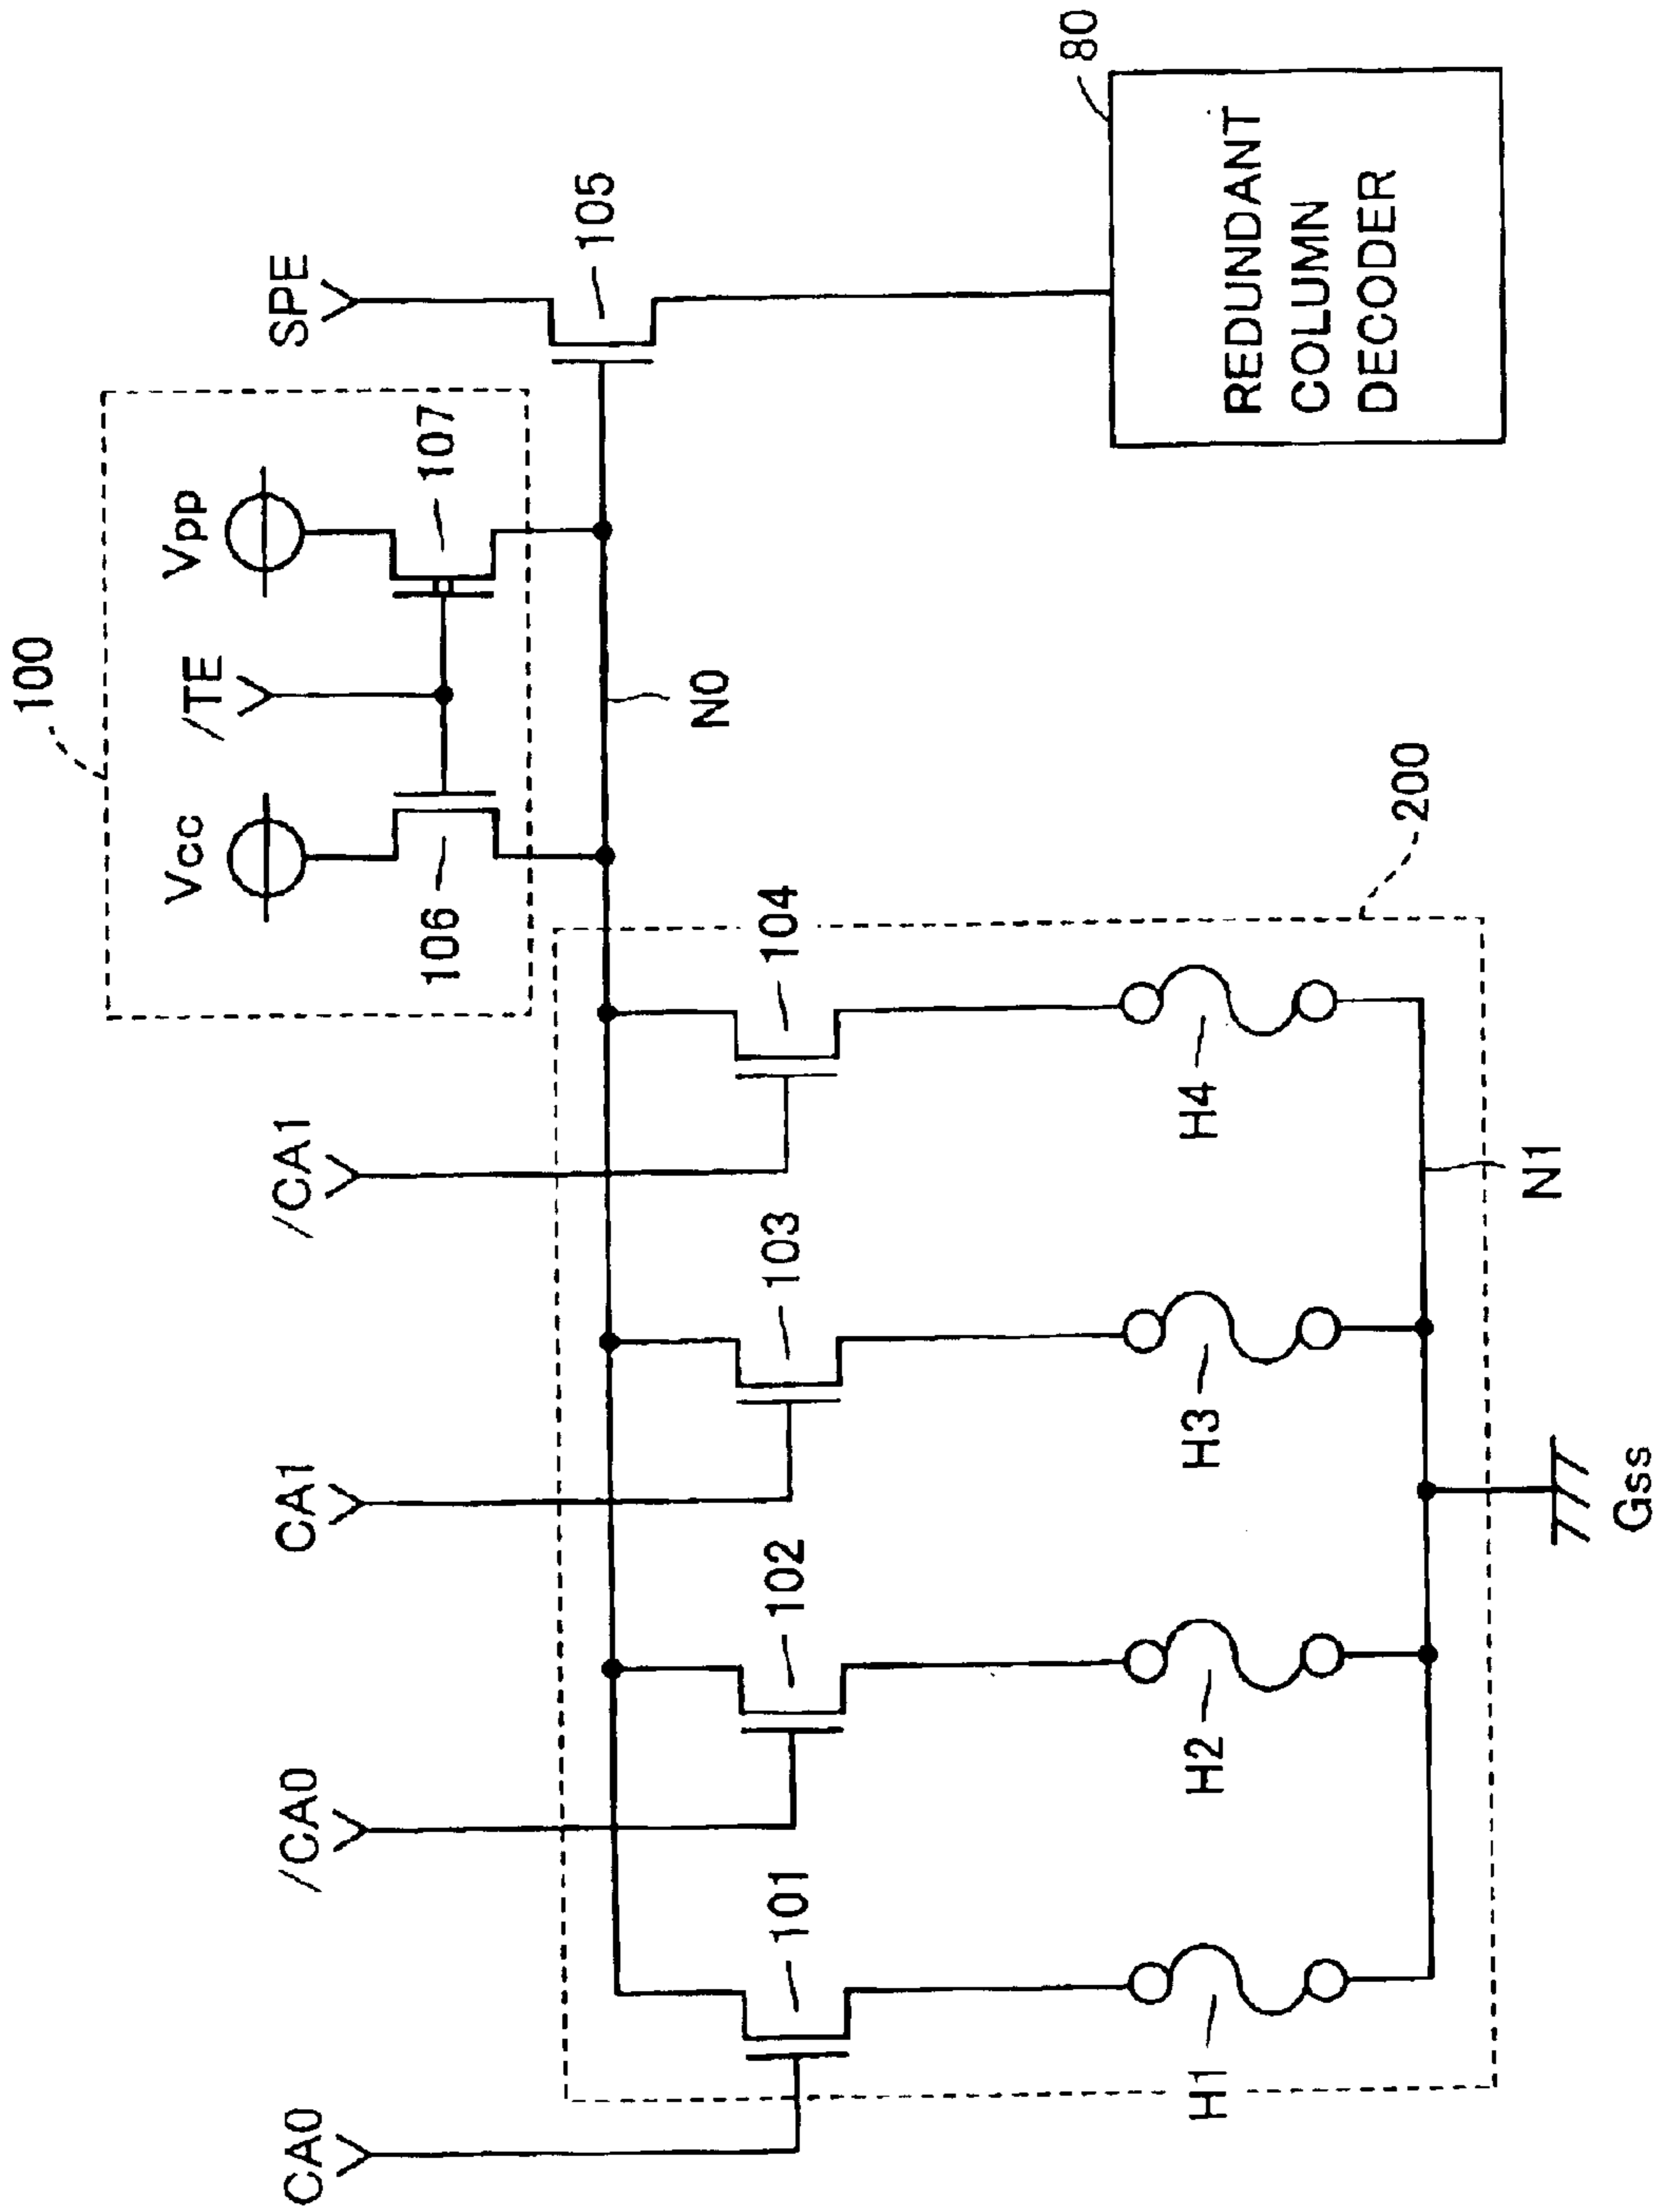 100
Vcc
/TE
Vpp
106
107
SPE
105
80
REDUNDANT
COLUMN
DECODER
N0
CA0
/CA0
CA1
/CA1
101
102
103
104
200
H1
H2
H3
H4
N1
Gss